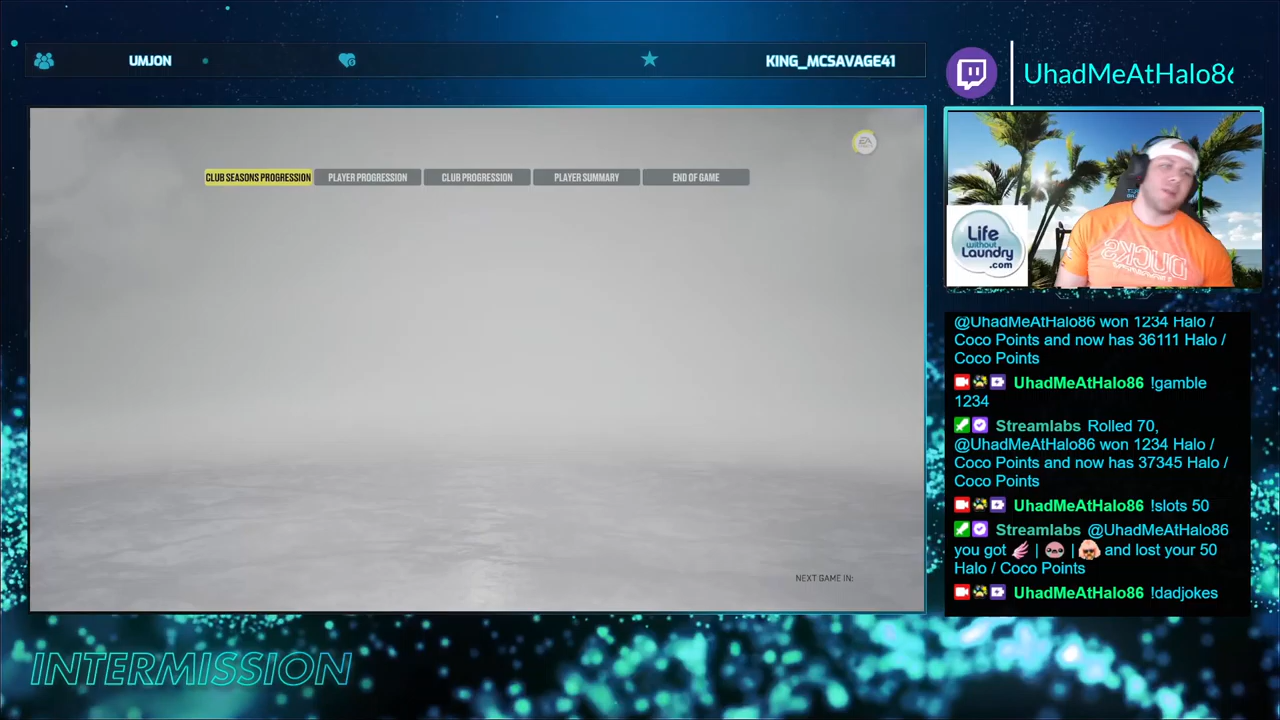 UMJON
KING_MCSAVAGE41
UhadMeAtHalo86
EA
CLUB SEASONS PROGRESSION
PLAYER PROGRESSION
CLUB PROGRESSION
PLAYER SUMMARY
END OF GAME
Life
without
Laundry
.com
DUCKS
@UhadMeAtHalo86 won 1234 Halo /
Coco Points and now has 36111 Halo /
Coco Points
UhadMeAtHalo86 !gamble
1234
Streamlabs Rolled 70,
@UhadMeAtHalo86 won 1234 Halo /
Coco Points and now has 37345 Halo /
Coco Points
UhadMeAtHalo86 !slots 50
Streamlabs @UhadMeAtHalo86
you got | | and lost your 50
Halo / Coco Points
UhadMeAtHalo86 !dadjokes
NEXT GAME IN:
INTERMISSION